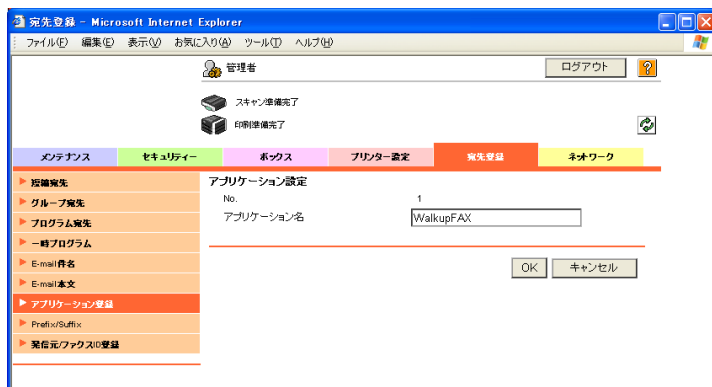 宛先登録 - Microsoft Internet Explorer
ファイル(F) 編集(E) 表示(V) お気に入り(A) ツール(T) ヘルプ(H)
管理者 ログアウト ?
スキャン準備完了
印刷準備完了
メンテナンス セキュリティー ボックス プリンター設定 宛先登録 ネットワーク
短縮宛先
グループ宛先
プログラム宛先
一時プログラム
E-mail件名
E-mail本文
アプリケーション登録
Prefix/Suffix
発信元/ファクスID登録
アプリケーション設定
No. 1
アプリケーション名 WalkupFAX
OK キャンセル